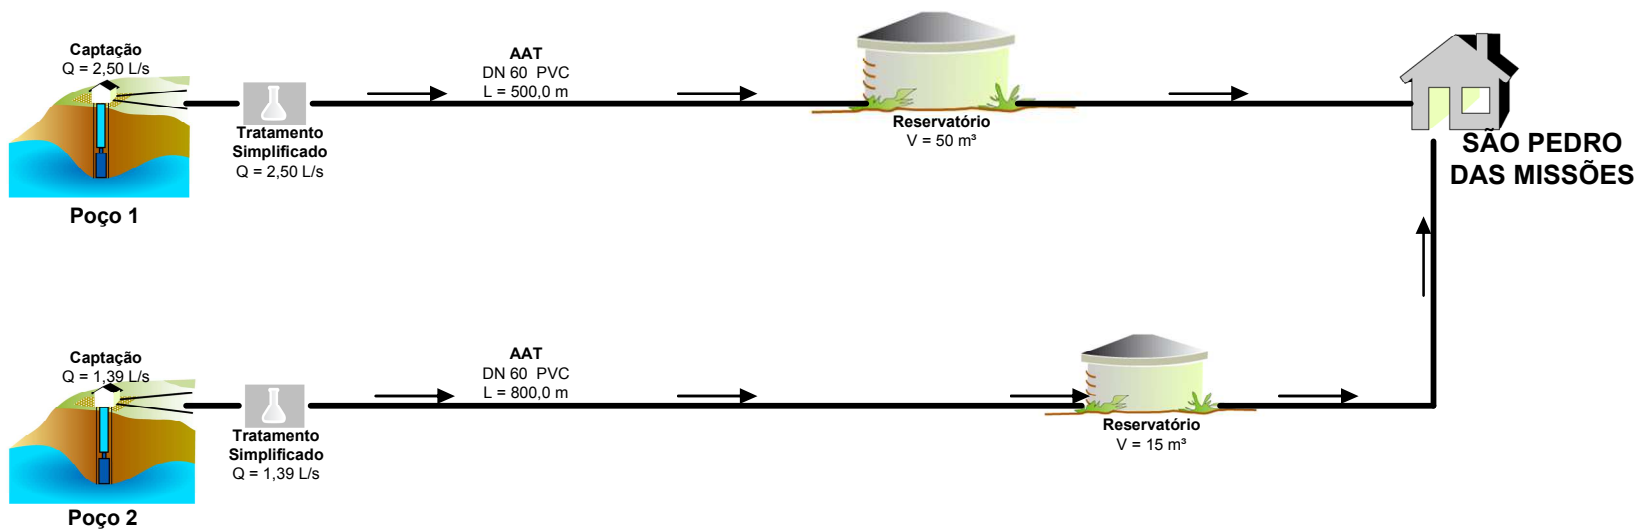 Captação
Q = 2,50 L/s
Tratamento
Simplificado
Q = 2,50 L/s
Poço 1
AAT
DN 60 PVC
L = 500,0 m
Reservatório
V = 50 m³
SÃO PEDRO
DAS MISSÕES
Captação
Q = 1,39 L/s
Tratamento
Simplificado
Q = 1,39 L/s
Poço 2
AAT
DN 60 PVC
L = 800,0 m
Reservatório
V = 15 m³